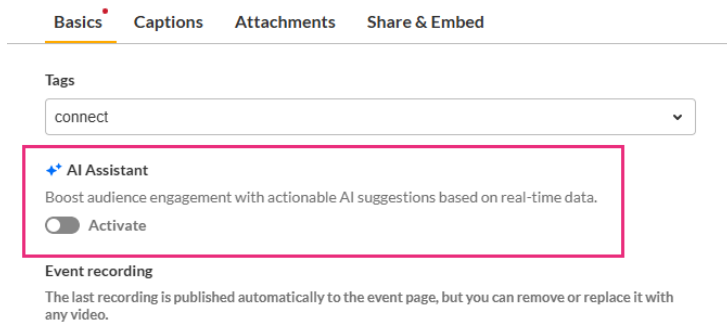 Basics Captions Attachments Share & Embed
Tags
connect
AI Assistant
Boost audience engagement with actionable AI suggestions based on real-time data.
Activate
Event recording
The last recording is published automatically to the event page, but you can remove or replace it with
any video.